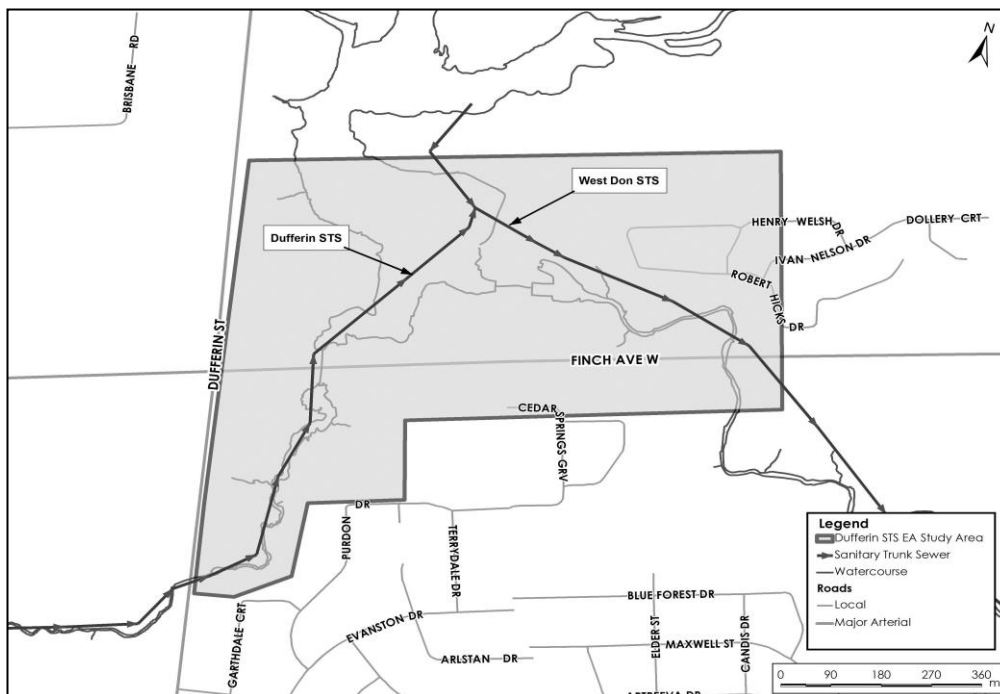 N
BRISBANE RD
West Don STS
Dufferin STS
HENRY WELSH DR
DOLLERY CRT
IVAN NELSON DR
ROBERT HICKS DR
DUFFERIN ST
FINCH AVE W
CEDAR SPRINGS GRV
PURDON DR
TERRYDALE DR
GARTHDALE CRT
EVANSTON DR
ARLSTAN DR
BLUE FOREST DR
ELDER ST
MAXWELL ST
CANDIS DR
Legend
Dufferin STS EA Study Area
Sanitary Trunk Sewer
Watercourse
Roads
Local
Major Arterial
0 90 180 270 360
m